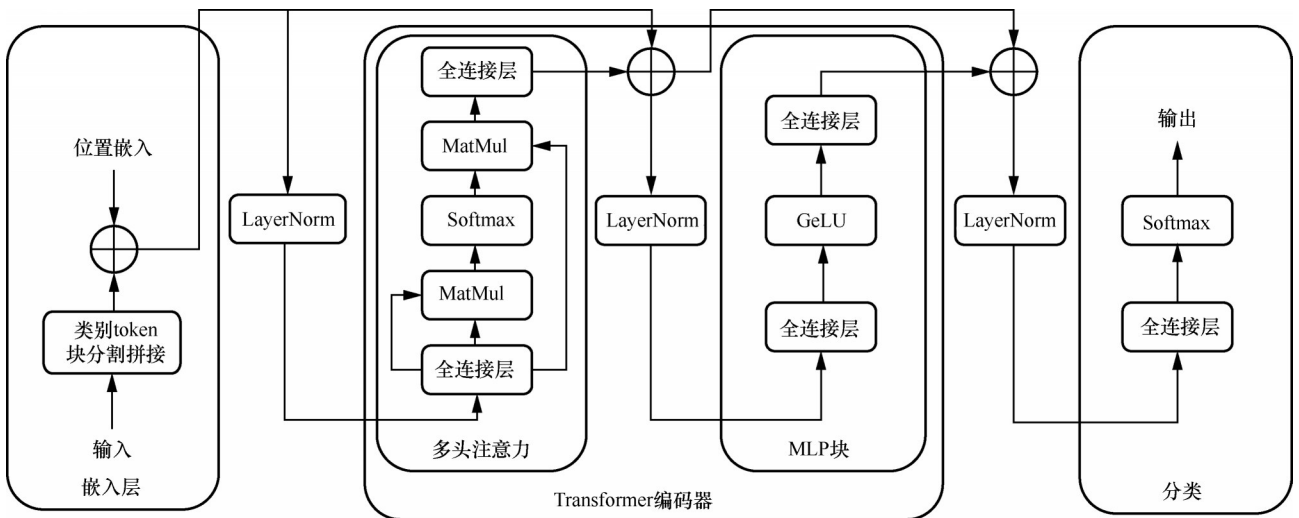 位置嵌入
类别token
块分割拼接
输入
嵌入层
LayerNorm
全连接层
MatMul
Softmax
MatMul
全连接层
多头注意力
LayerNorm
全连接层
GeLU
全连接层
MLP块
Transformer编码器
LayerNorm
输出
Softmax
全连接层
分类